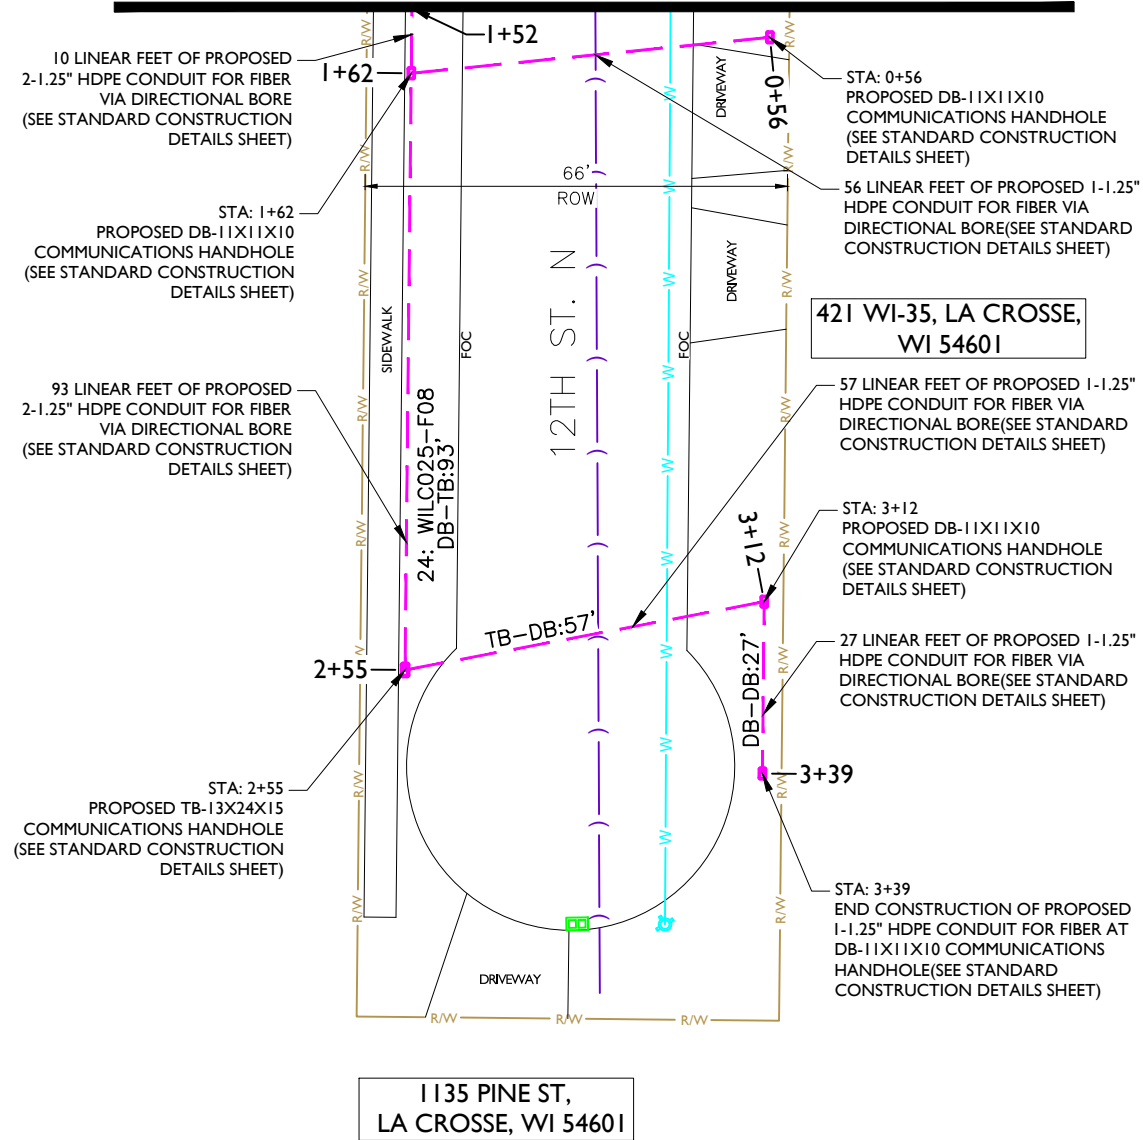 1+52
10 LINEAR FEET OF PROPOSED
2-1.25" HDPE CONDUIT FOR FIBER
VIA DIRECTIONAL BORE
(SEE STANDARD CONSTRUCTION
DETAILS SHEET)
1+62
STA: 1+62
PROPOSED DB-11X11X10
COMMUNICATIONS HANDHOLE
(SEE STANDARD CONSTRUCTION
DETAILS SHEET)
93 LINEAR FEET OF PROPOSED
2-1.25" HDPE CONDUIT FOR FIBER
VIA DIRECTIONAL BORE
(SEE STANDARD CONSTRUCTION
DETAILS SHEET)
2+55
STA: 2+55
PROPOSED TB-13X24X15
COMMUNICATIONS HANDHOLE
(SEE STANDARD CONSTRUCTION
DETAILS SHEET)
R/W
R/W
R/W
R/W
R/W
R/W
SIDEWALK
FOC
24: WILC025-F08
DB-TB:93'
66'
ROW
12TH ST. N
TB-DB:57'
W
W
W
W
W
W
W
W
W
FOC
DRIVEWAY
DRIVEWAY
DRIVEWAY
R/W
R/W
R/W
R/W
R/W
R/W
R/W
R/W
R/W
R/W
0+56
STA: 0+56
PROPOSED DB-11X11X10
COMMUNICATIONS HANDHOLE
(SEE STANDARD CONSTRUCTION
DETAILS SHEET)
56 LINEAR FEET OF PROPOSED 1-1.25"
HDPE CONDUIT FOR FIBER VIA
DIRECTIONAL BORE(SEE STANDARD
CONSTRUCTION DETAILS SHEET)
421 WI-35, LA CROSSE,
WI 54601
57 LINEAR FEET OF PROPOSED 1-1.25"
HDPE CONDUIT FOR FIBER VIA
DIRECTIONAL BORE(SEE STANDARD
CONSTRUCTION DETAILS SHEET)
3+12
STA: 3+12
PROPOSED DB-11X11X10
COMMUNICATIONS HANDHOLE
(SEE STANDARD CONSTRUCTION
DETAILS SHEET)
27 LINEAR FEET OF PROPOSED 1-1.25"
HDPE CONDUIT FOR FIBER VIA
DIRECTIONAL BORE(SEE STANDARD
CONSTRUCTION DETAILS SHEET)
DB-DB:27'
3+39
STA: 3+39
END CONSTRUCTION OF PROPOSED
1-1.25" HDPE CONDUIT FOR FIBER AT
DB-11X11X10 COMMUNICATIONS
HANDHOLE(SEE STANDARD
CONSTRUCTION DETAILS SHEET)
1135 PINE ST,
LA CROSSE, WI 54601